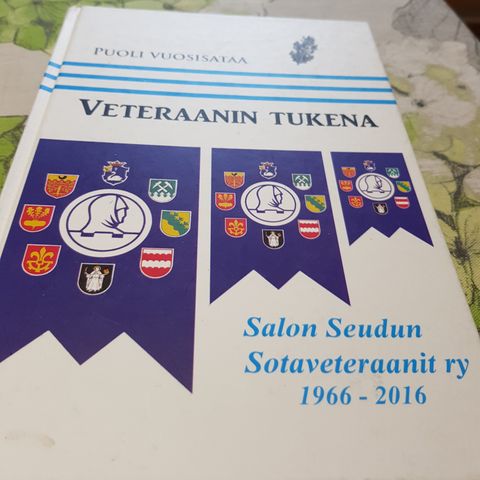 PUOLI VUOSISATAA
VETERAANIN TUKENA
Salon Seudun
Sotaveteraanit ry
1966 - 2016